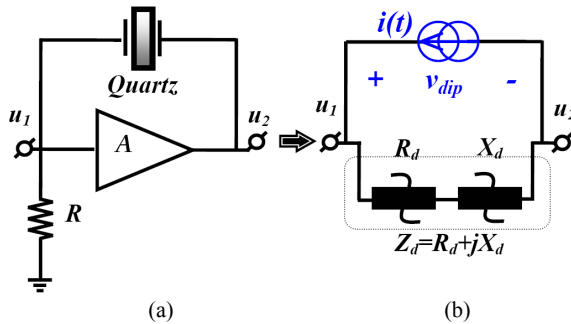 Quartz
u1
A
u2
R
(a)
i(t)
+ vdip -
u1
u2
Rd Xd
Zd=Rd+jXd
(b)